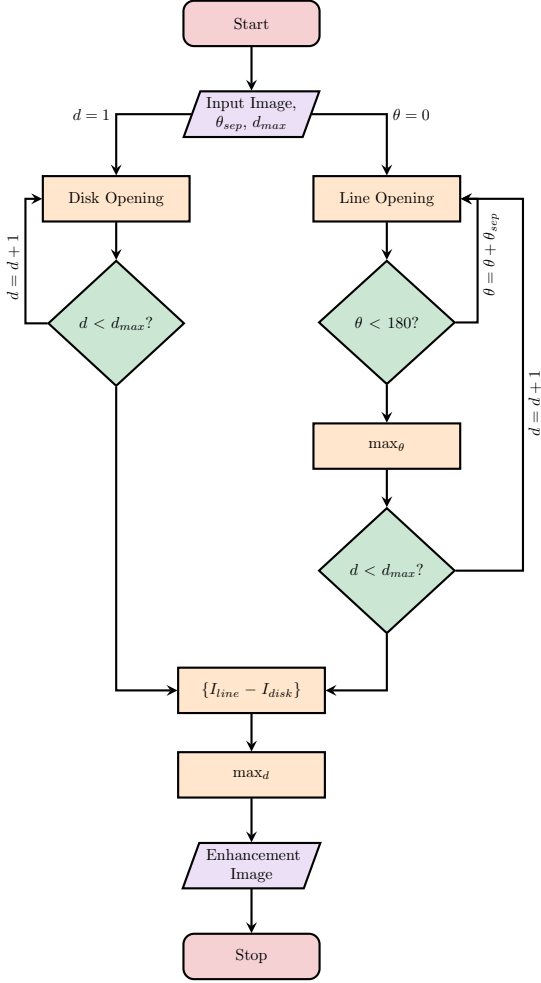 Start
Input Image,
θ_sep, d_max
d = 1
θ = 0
Disk Opening
Line Opening
d = d + 1
θ = θ + θ_sep
d < d_max?
θ < 180?
max_θ
d = d + 1
d < d_max?
{I_line − I_disk}
max_d
Enhancement
Image
Stop